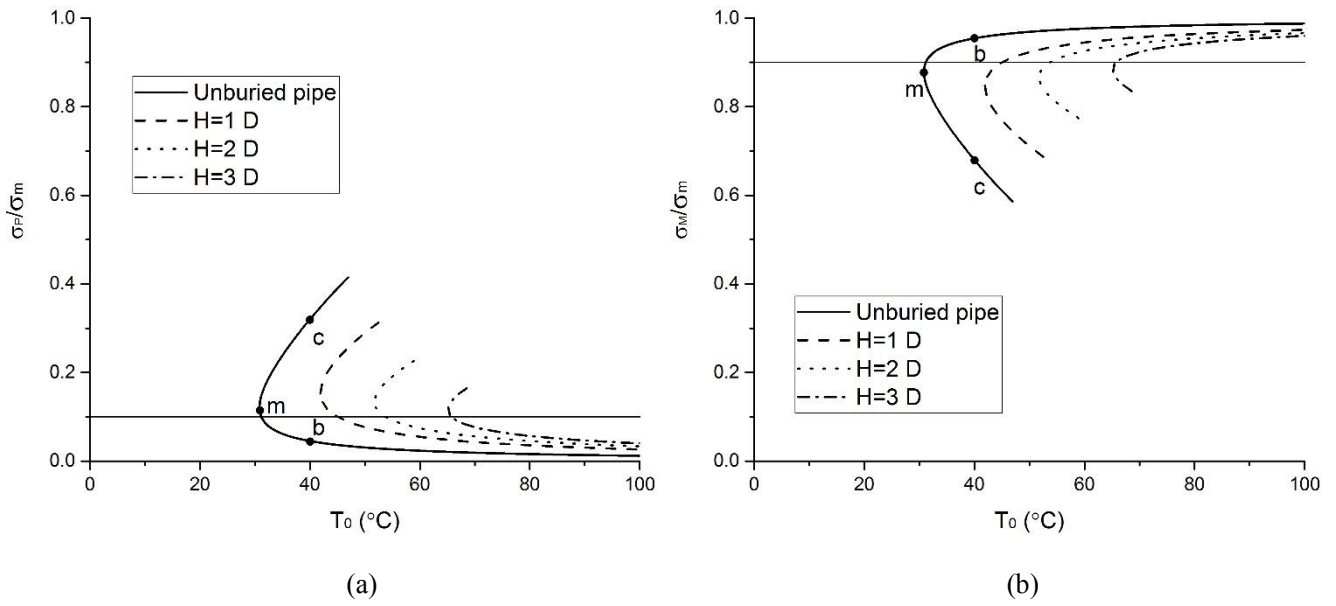 1.0
0.8
0.6
0.4
0.2
0.0
σP/σm
Unburied pipe
H=1 D
H=2 D
H=3 D
c
m
b
0 20 40 60 80 100
T0 (°C)
(a)
1.0
0.8
0.6
0.4
0.2
0.0
σM/σm
b
m
c
Unburied pipe
H=1 D
H=2 D
H=3 D
0 20 40 60 80 100
T0 (°C)
(b)